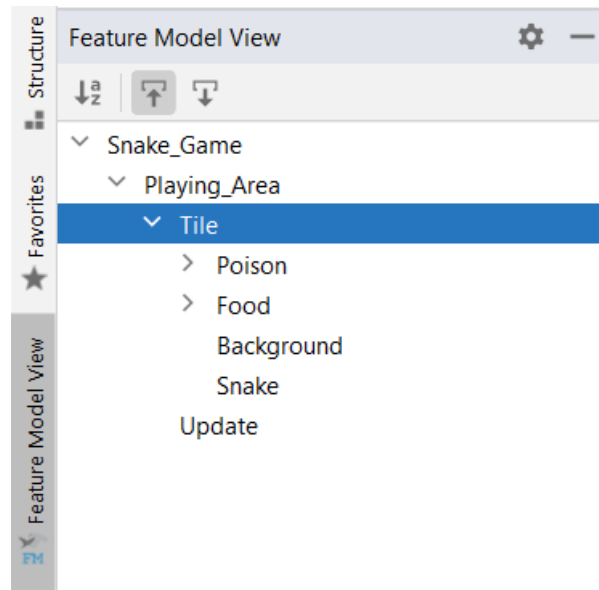 Structure
Favorites
Feature Model View
FM
Feature Model View
a
z
Snake_Game
Playing_Area
Tile
Poison
Food
Background
Snake
Update